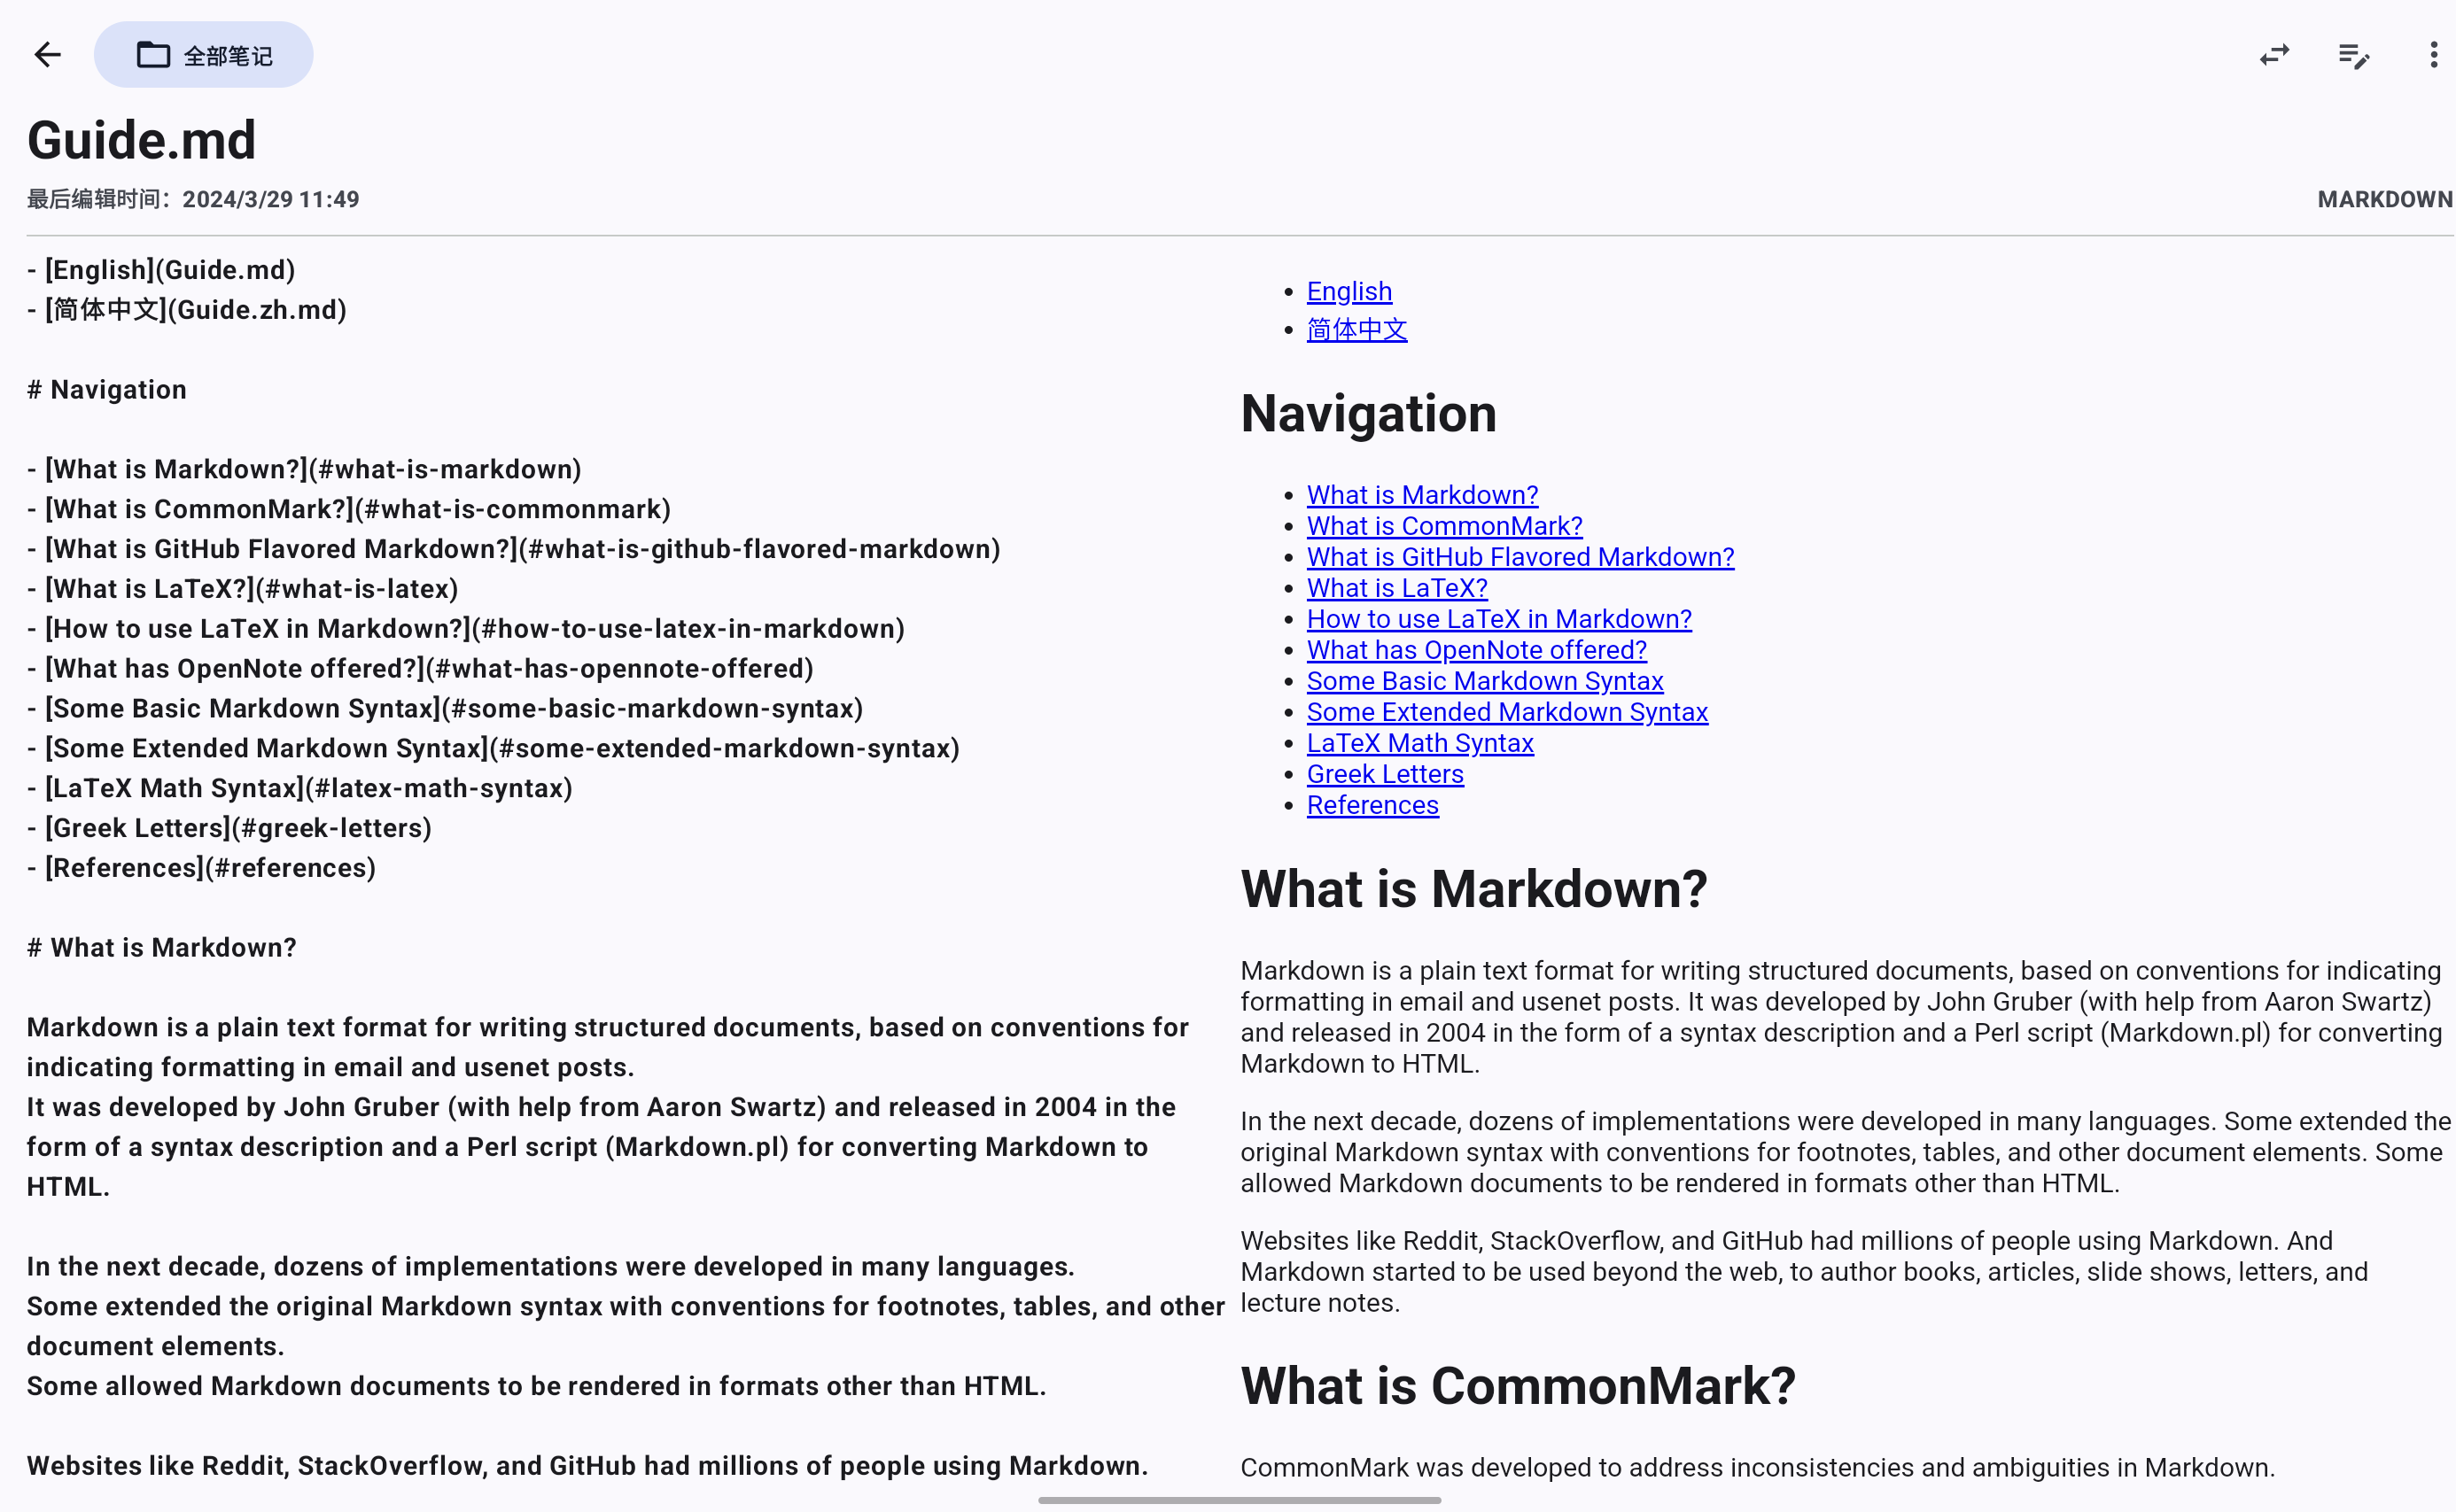 全部笔记
Guide.md
最后编辑时间：2024/3/29 11:49
MARKDOWN
- [English](Guide.md)
- [简体中文](Guide.zh.md)
# Navigation
- [What is Markdown?](#what-is-markdown)
- [What is CommonMark?](#what-is-commonmark)
- [What is GitHub Flavored Markdown?](#what-is-github-flavored-markdown)
- [What is LaTeX?](#what-is-latex)
- [How to use LaTeX in Markdown?](#how-to-use-latex-in-markdown)
- [What has OpenNote offered?](#what-has-opennote-offered)
- [Some Basic Markdown Syntax](#some-basic-markdown-syntax)
- [Some Extended Markdown Syntax](#some-extended-markdown-syntax)
- [LaTeX Math Syntax](#latex-math-syntax)
- [Greek Letters](#greek-letters)
- [References](#references)
# What is Markdown?
Markdown is a plain text format for writing structured documents, based on conventions for
indicating formatting in email and usenet posts.
It was developed by John Gruber (with help from Aaron Swartz) and released in 2004 in the
form of a syntax description and a Perl script (Markdown.pl) for converting Markdown to
HTML.
In the next decade, dozens of implementations were developed in many languages.
Some extended the original Markdown syntax with conventions for footnotes, tables, and other
document elements.
Some allowed Markdown documents to be rendered in formats other than HTML.
Websites like Reddit, StackOverflow, and GitHub had millions of people using Markdown.
• English
• 简体中文
Navigation
• What is Markdown?
• What is CommonMark?
• What is GitHub Flavored Markdown?
• What is LaTeX?
• How to use LaTeX in Markdown?
• What has OpenNote offered?
• Some Basic Markdown Syntax
• Some Extended Markdown Syntax
• LaTeX Math Syntax
• Greek Letters
• References
What is Markdown?
Markdown is a plain text format for writing structured documents, based on conventions for indicating
formatting in email and usenet posts. It was developed by John Gruber (with help from Aaron Swartz)
and released in 2004 in the form of a syntax description and a Perl script (Markdown.pl) for converting
Markdown to HTML.
In the next decade, dozens of implementations were developed in many languages. Some extended the
original Markdown syntax with conventions for footnotes, tables, and other document elements. Some
allowed Markdown documents to be rendered in formats other than HTML.
Websites like Reddit, StackOverflow, and GitHub had millions of people using Markdown. And
Markdown started to be used beyond the web, to author books, articles, slide shows, letters, and
lecture notes.
What is CommonMark?
CommonMark was developed to address inconsistencies and ambiguities in Markdown.